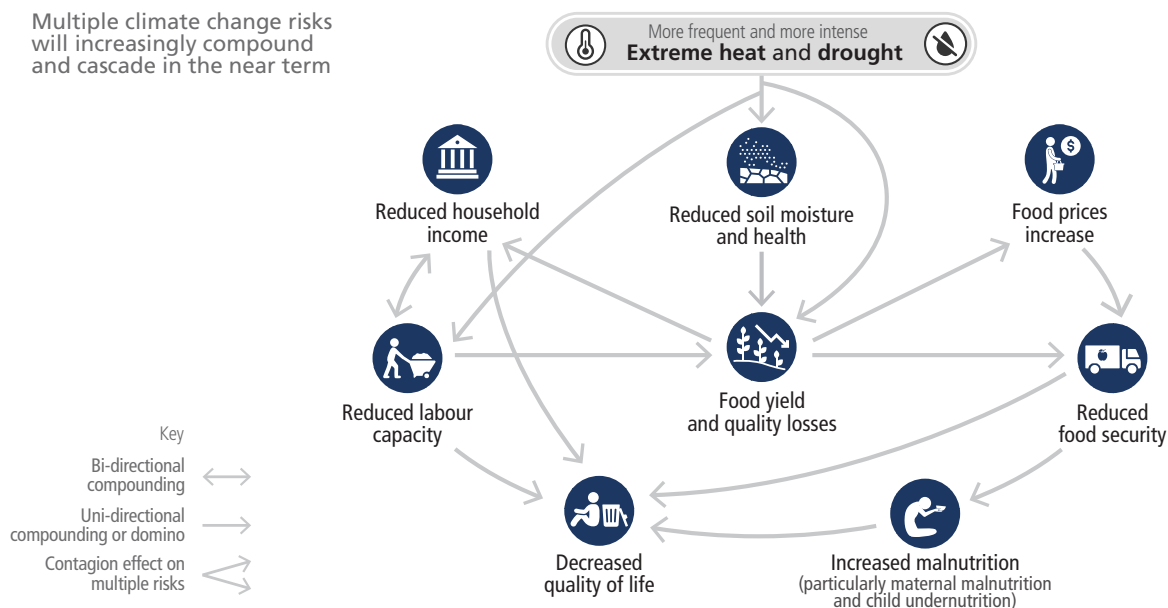 Multiple climate change risks
will increasingly compound
and cascade in the near term
More frequent and more intense
Extreme heat and drought
Reduced household
income
Reduced soil moisture
and health
$
Food prices
increase
Reduced labour
capacity
Food yield
and quality losses
Reduced
food security
Decreased
quality of life
Increased malnutrition
(particularly maternal malnutrition
and child undernutrition)
Key
Bi-directional
compounding
Uni-directional
compounding or domino
Contagion effect on
multiple risks